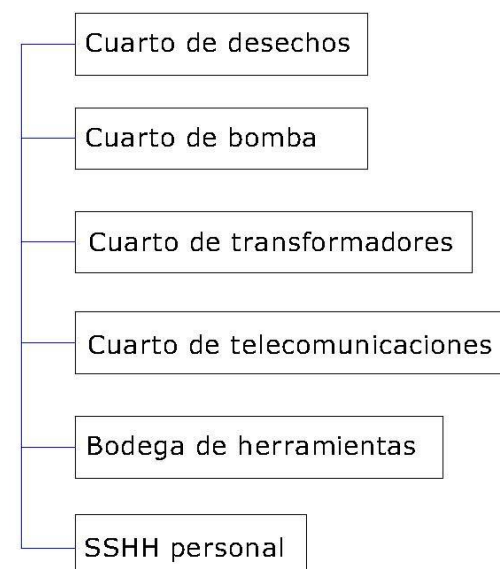 Cuarto de desechos
Cuarto de bomba
Cuarto de transformadores
Cuarto de telecomunicaciones
Bodega de herramientas
SSHH personal